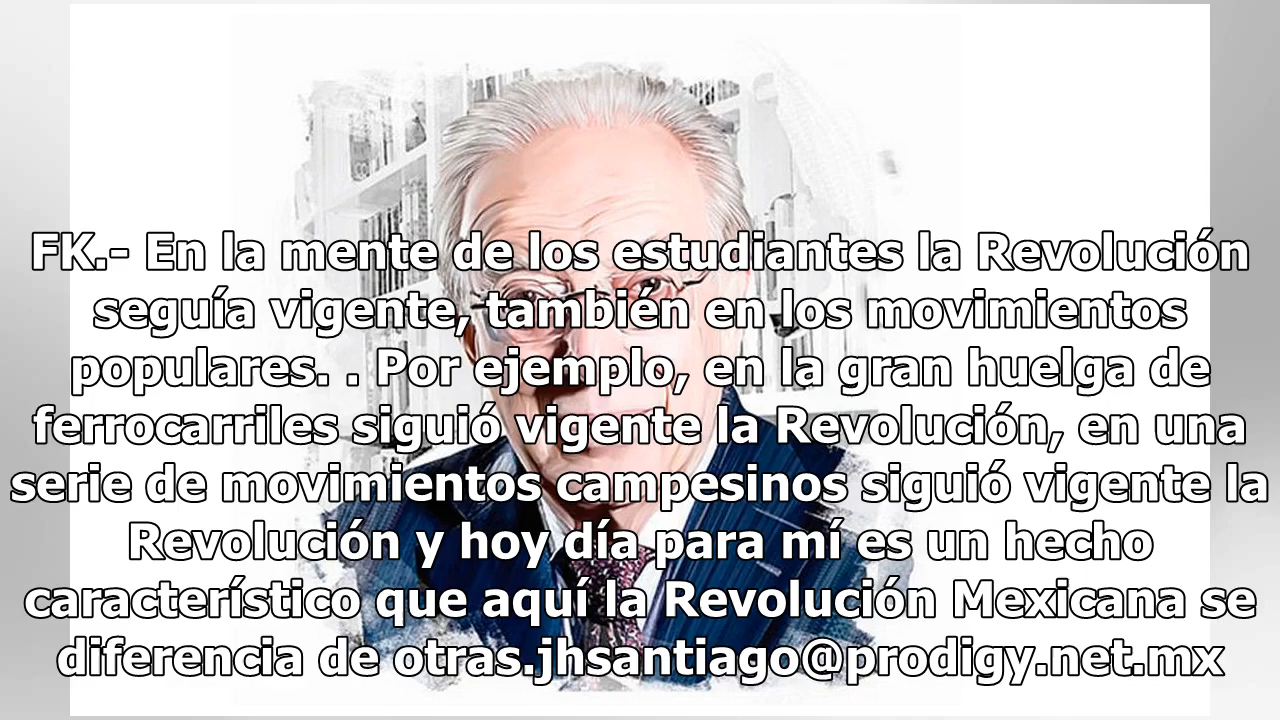 FK.- En la mente de los estudiantes la Revolución
seguía vigente, también en los movimientos
populares. . Por ejemplo, en la gran huelga de
ferrocarriles siguió vigente la Revolución, en una
serie de movimientos campesinos siguió vigente la
Revolución y hoy día para mí es un hecho
característico que aquí la Revolución Mexicana se
diferencia de otras.jhsantiago@prodigy.net.mx